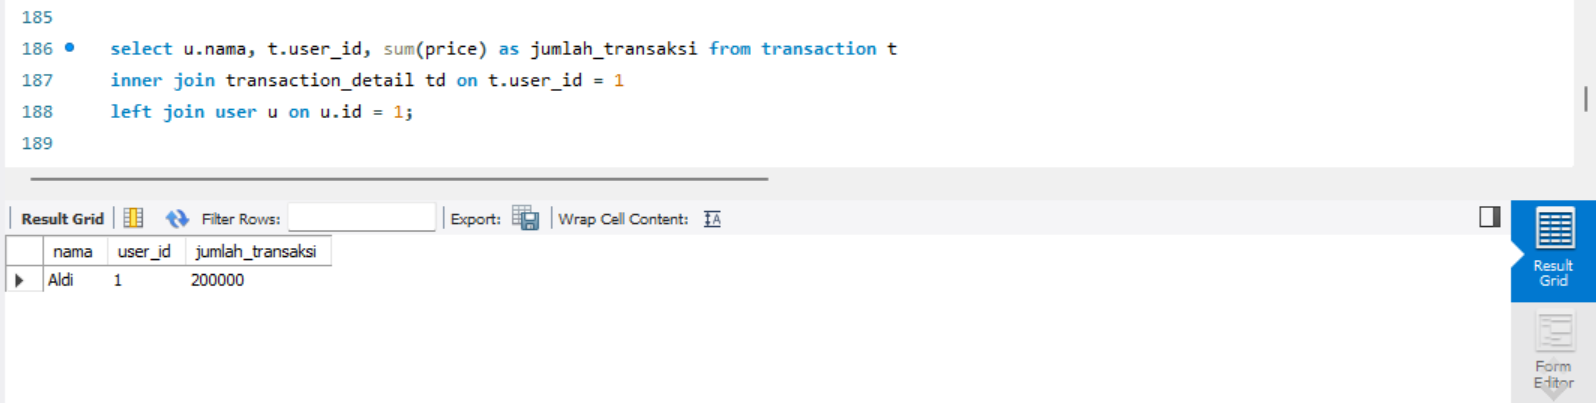 185
186 select u.nama, t.user_id, sum(price) as jumlah_transaksi from transaction t
187 inner join transaction_detail td on t.user_id = 1
188 left join user u on u.id = 1;
189
Result Grid Filter Rows: Export: Wrap Cell Content:
nama user_id jumlah_transaksi
Aldi 1 200000
Result
Grid
Form
Editor